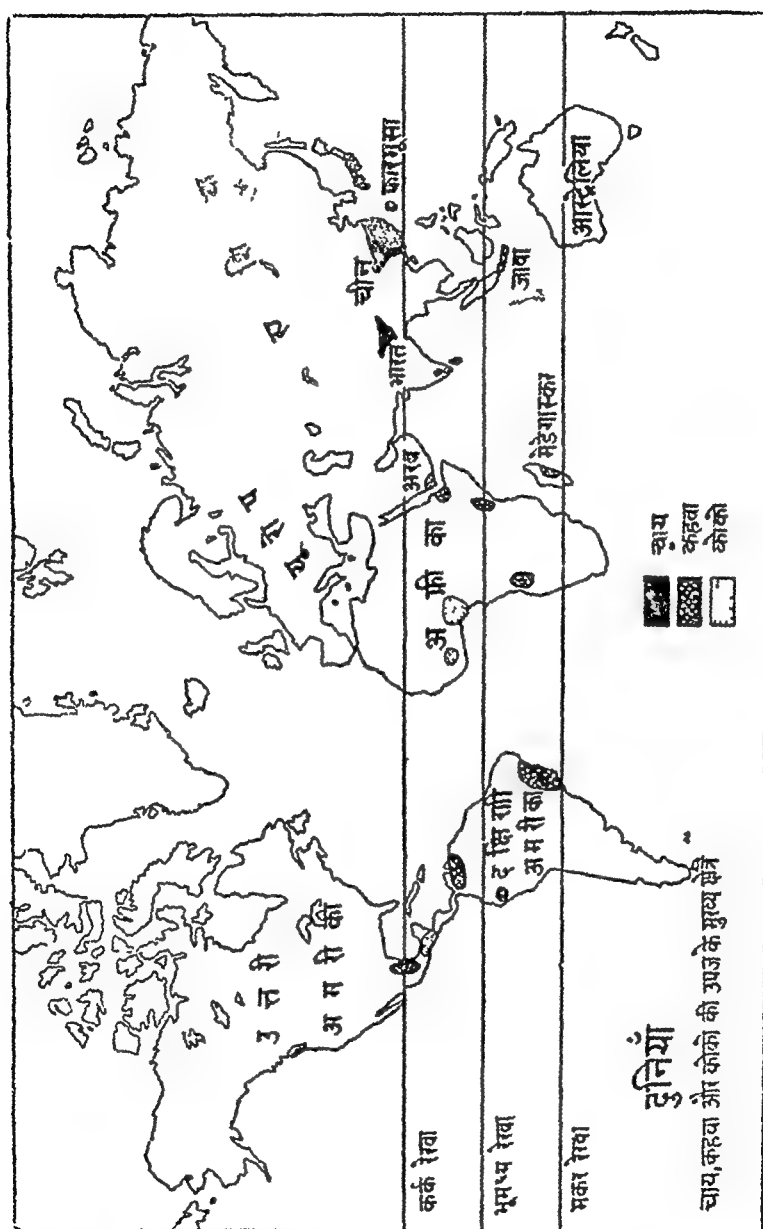 उत्तरी
अमरीका
दक्षिणी
अमरीका
अफ्रीका
अरब
भारत
चीन
फारमूसा
जावा
आस्ट्रेलिया
मेडेगास्कर
कर्क रेखा
भूमध्य रेखा
मकर रेखा
चाय
कहवा
कोको
दुनियाँ
चाय, कहवा और कोको की उपज के मुख्य क्षेत्र